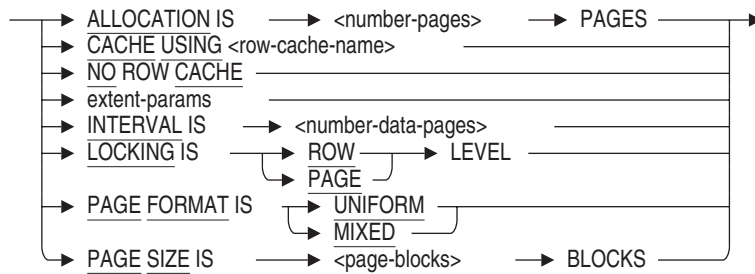 ALLOCATION IS <number-pages> PAGES
CACHE USING <row-cache-name>
NO ROW CACHE
extent-params
INTERVAL IS <number-data-pages>
LOCKING IS ROW LEVEL
PAGE
PAGE FORMAT IS UNIFORM
MIXED
PAGE SIZE IS <page-blocks> BLOCKS